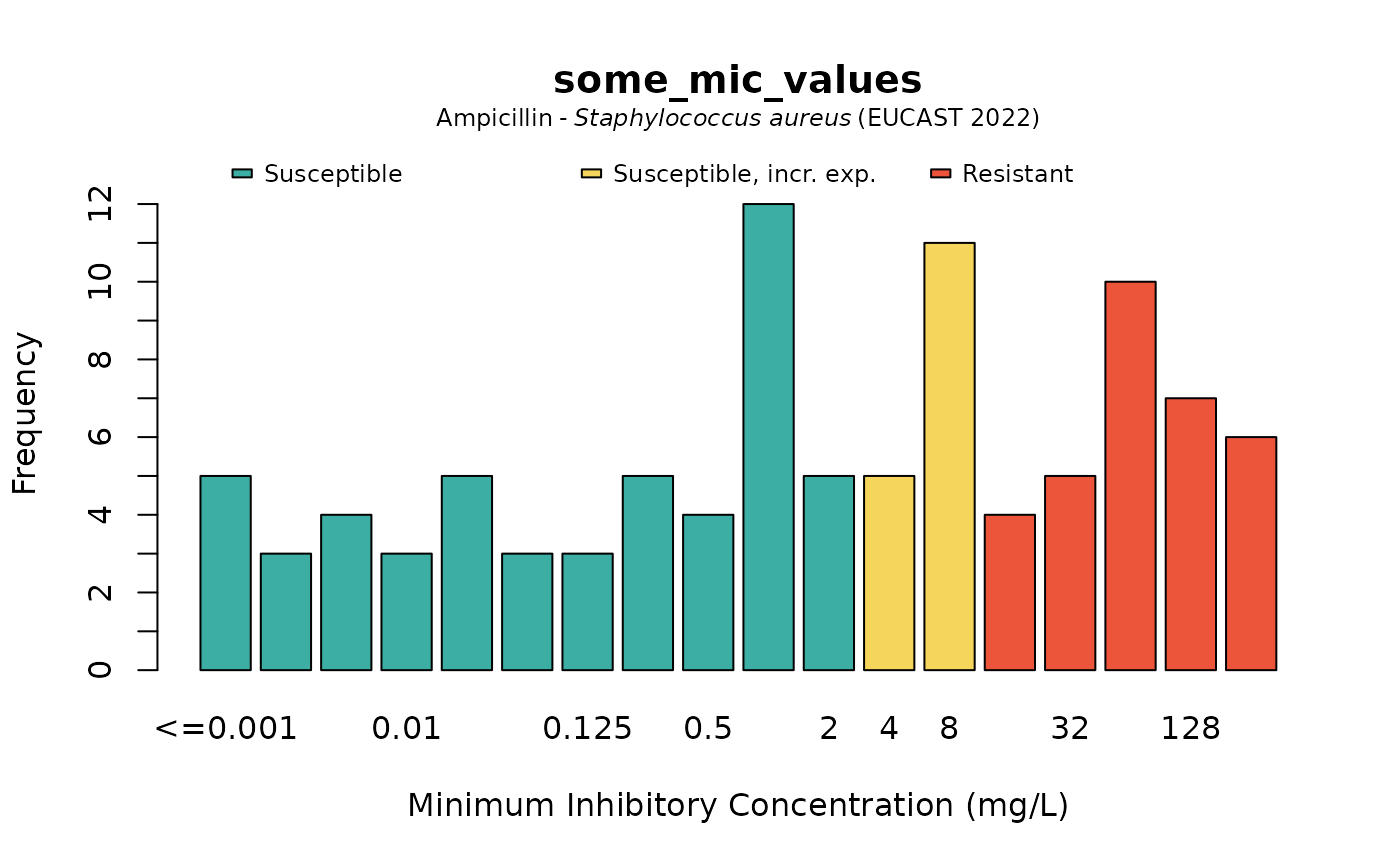 some_mic_values
Ampicillin - Staphylococcus aureus (EUCAST 2022)
Susceptible Susceptible, incr. exp. Resistant
Frequency
12
10
8
6
4
2
0
<=0.001 0.01 0.125 0.5 2 4 8 32 128
Minimum Inhibitory Concentration (mg/L)